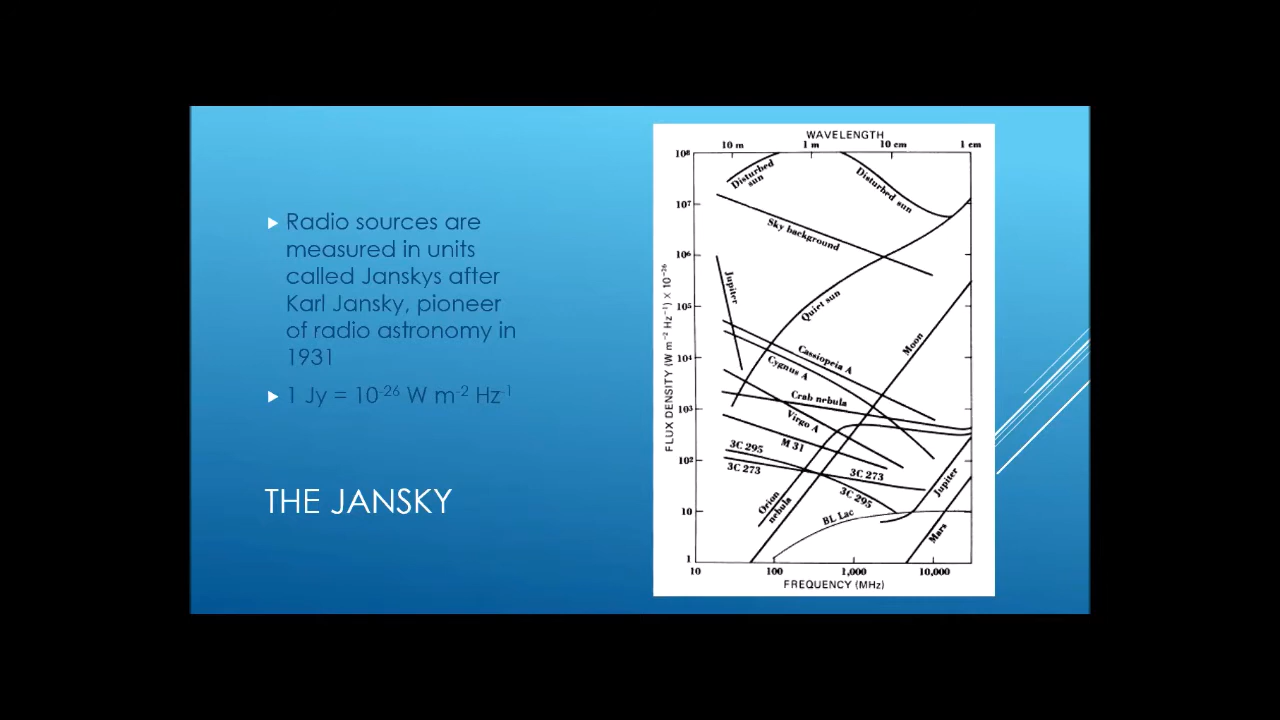 Radio sources are
measured in units
called Janskys after
Karl Jansky, pioneer
of radio astronomy in
1931
1 Jy = 10-26 W m-2 Hz-1
THE JANSKY
WAVELENGTH
10 m 1 m 10 cm 1 cm
FLUX DENSITY (W m−2 Hz−1) × 10−26
10⁸
10⁷
10⁶
10⁵
10⁴
10³
10²
10
1
Disturbed
sun
Disturbed sun
Sky background
Jupiter
Quiet sun
Moon
Cassiopeia A
Cygnus A
Crab nebula
Virgo A
M 31
3C 295
3C 273
3C 273
3C 295
Orion
nebula
BL Lac
Jupiter
Mars
10 100 1,000 10,000
FREQUENCY (MHz)